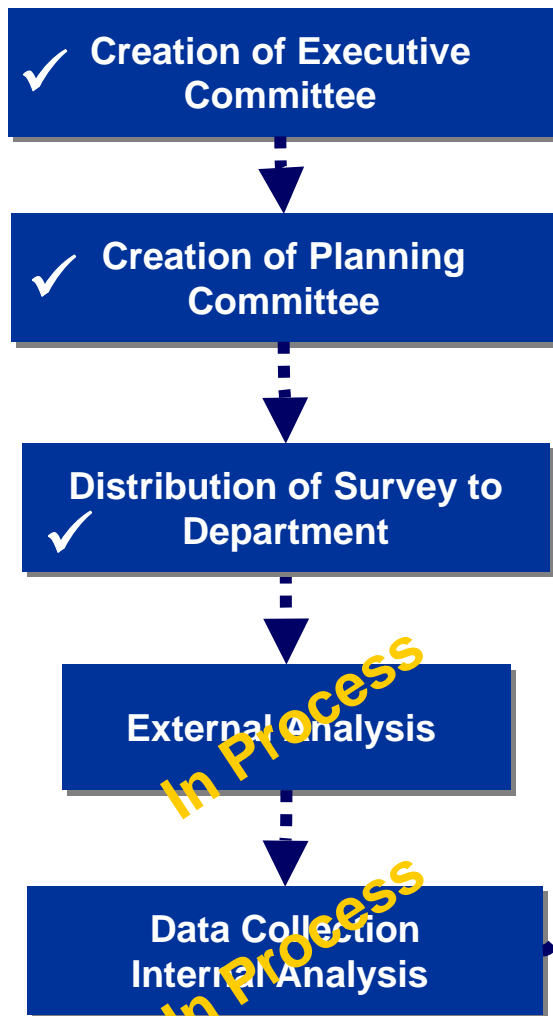 Creation of Executive
Committee
Creation of Planning
Committee
Distribution of Survey to
Department
External Analysis
In Process
Data Collection
Internal Analysis
In Process